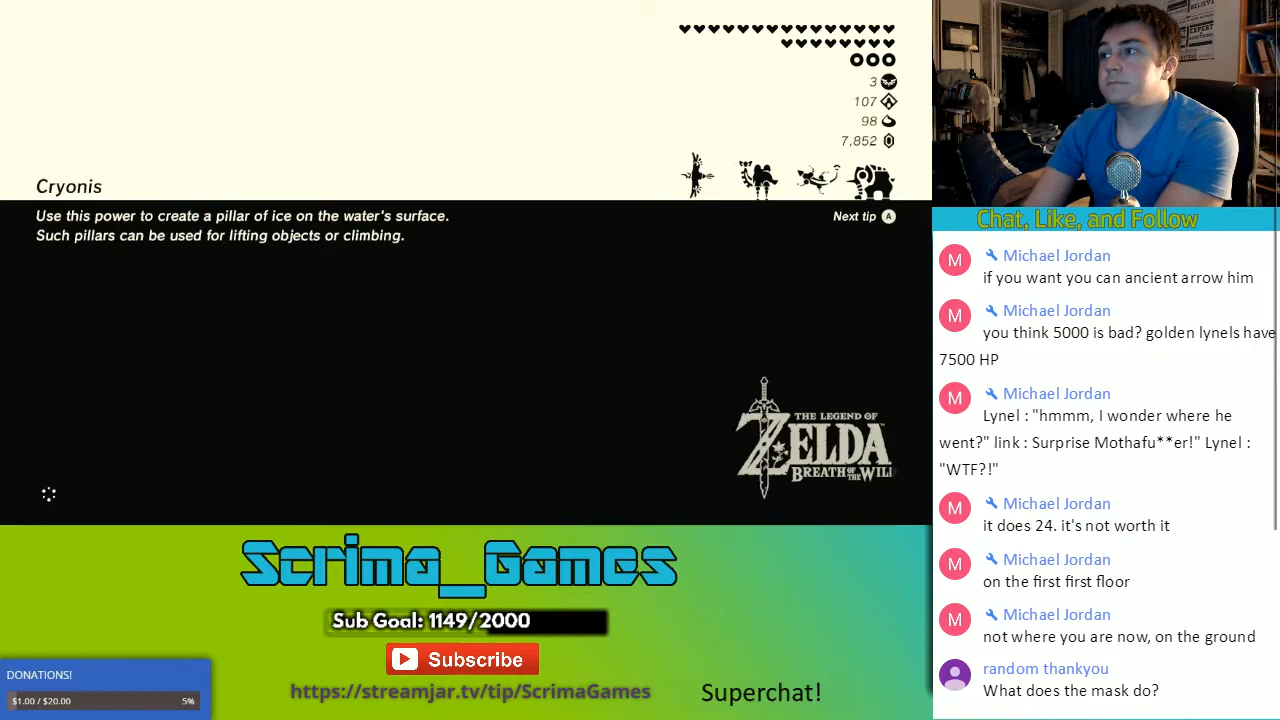 3
107
98
7,852
Cryonis
Use this power to create a pillar of ice on the water's surface.
Such pillars can be used for lifting objects or climbing.
Next tip A
THE LEGEND OF
ZELDA
BREATH OF THE WIL
Scrima_Games
Sub Goal: 1149/2000
Subscribe
https://streamjar.tv/tip/ScrimaGames
Superchat!
DONATIONS!
$1.00 / $20.00
5%
BELIEVE
EXPERT
Chat, Like, and Follow
M
Michael Jordan
if you want you can ancient arrow him
M
Michael Jordan
you think 5000 is bad? golden lynels have
7500 HP
M
Michael Jordan
Lynel : "hmmm, I wonder where he
went?" link : Surprise Mothafu**er!" Lynel :
"WTF?!"
M
Michael Jordan
it does 24. it's not worth it
M
Michael Jordan
on the first first floor
M
Michael Jordan
not where you are now, on the ground
random thankyou
What does the mask do?